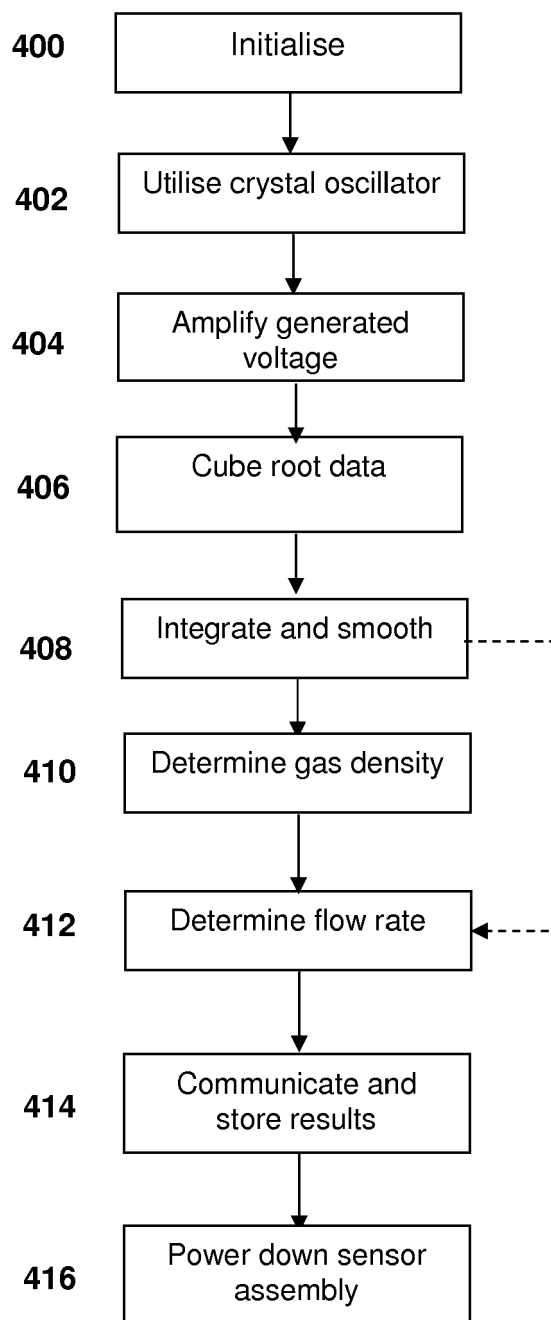 400 Initialise
402 Utilise crystal oscillator
404 Amplify generated
voltage
406 Cube root data
408 Integrate and smooth
410 Determine gas density
412 Determine flow rate
414 Communicate and
store results
416 Power down sensor
assembly